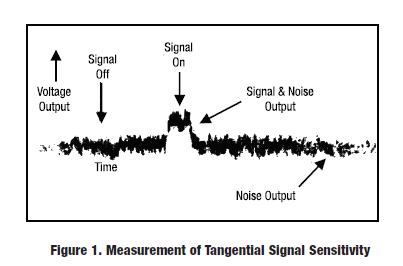 Signal
On
Signal
Off
Voltage
Output
Signal & Noise
Output
Time
Noise Output
Figure 1. Measurement of Tangential Signal Sensitivity